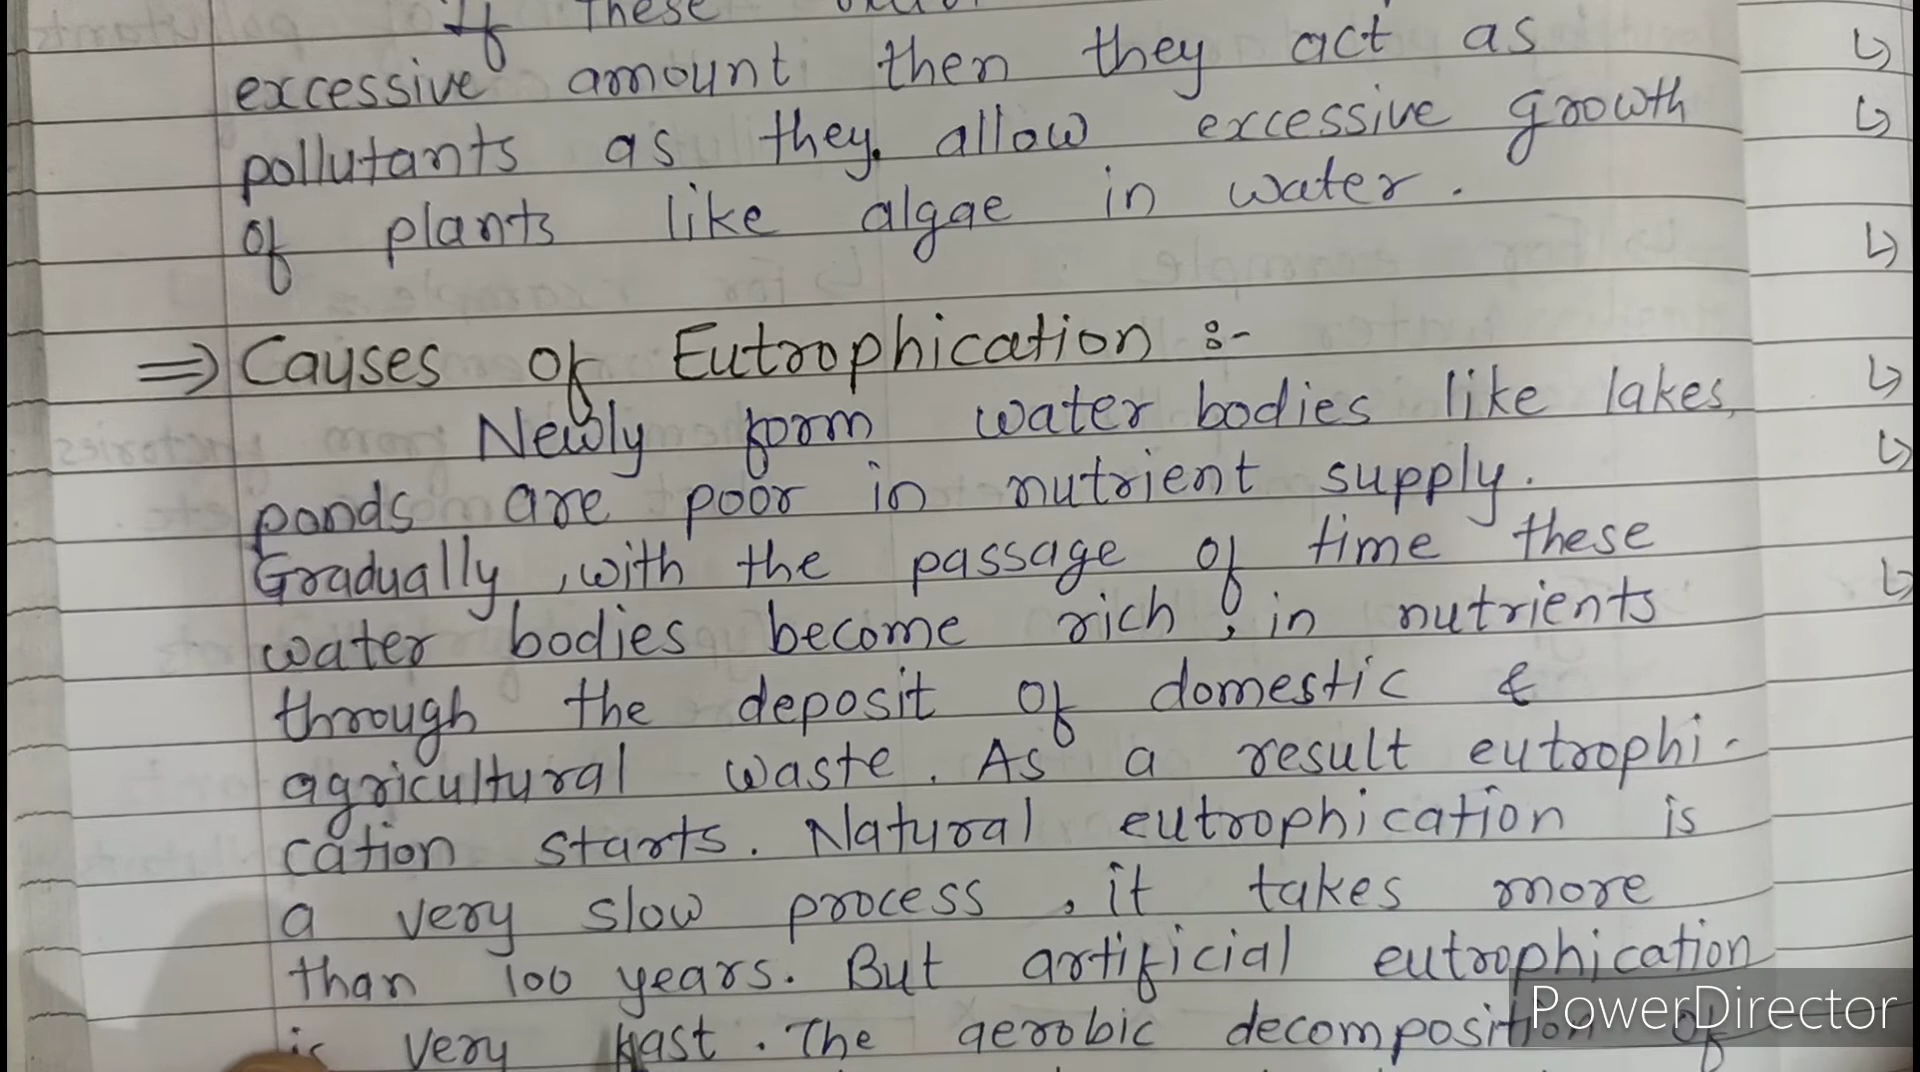 If these
excessive amount then they act as
pollutants as they allow excessive growth
of plants like algae in water.
⇒ Causes of Eutrophication :-
Newly form water bodies like lakes,
ponds are poor in nutrient supply.
Gradually, with the passage of time these
water bodies become rich, in nutrients
through the deposit of domestic &
agricultural waste. As a result eutrophi-
cation starts. Natural eutrophication is
a very slow process, it takes more
than 100 years. But artificial eutrophication
is very fast. The aerobic decomposition of
PowerDirector